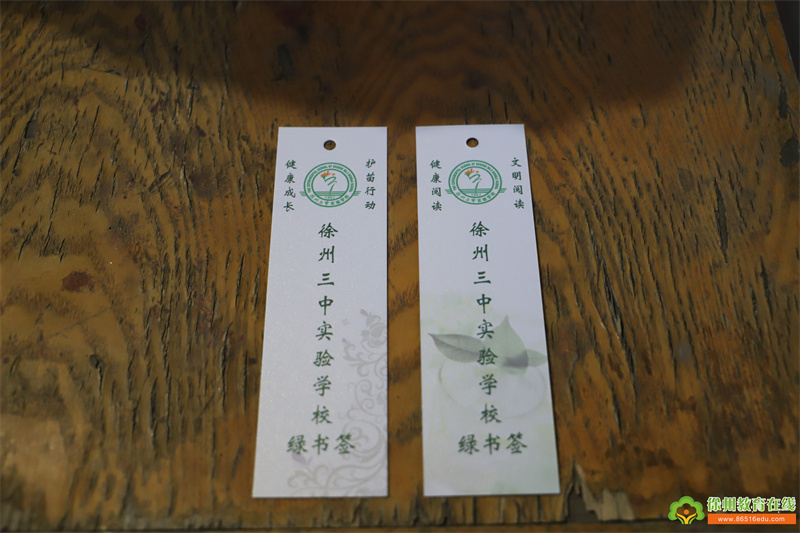 健康成长
护苗行动
徐州三中实验学校
绿书签
健康阅读
文明阅读
徐州三中实验学校
绿书签
徐州教育在线
www.86516edu.com